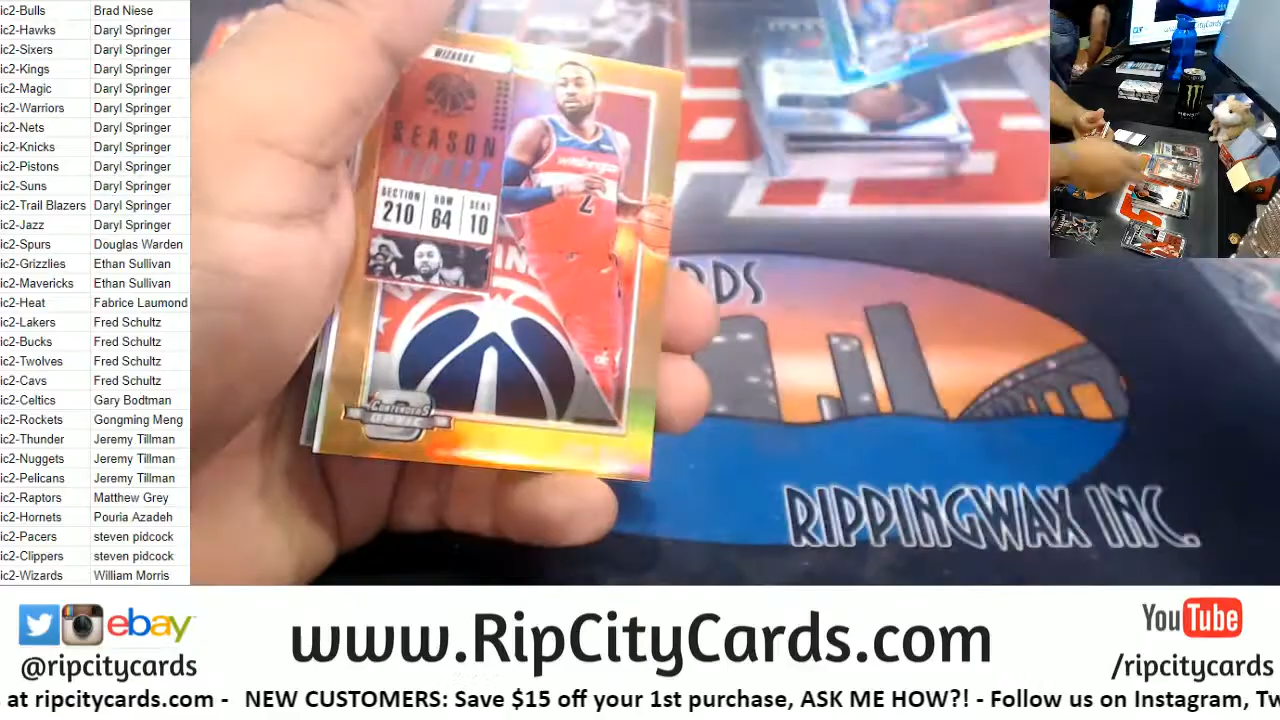 ic2-Bulls Brad Niese
ic2-Hawks Daryl Springer
ic2-Sixers Daryl Springer
ic2-Kings Daryl Springer
ic2-Magic Daryl Springer
ic2-Warriors Daryl Springer
ic2-Nets Daryl Springer
ic2-Knicks Daryl Springer
ic2-Pistons Daryl Springer
ic2-Suns Daryl Springer
ic2-Trail Blazers Daryl Springer
ic2-Jazz Daryl Springer
ic2-Spurs Douglas Warden
ic2-Grizzlies Ethan Sullivan
ic2-Mavericks Ethan Sullivan
ic2-Heat Fabrice Laumond
ic2-Lakers Fred Schultz
ic2-Bucks Fred Schultz
ic2-Twolves Fred Schultz
ic2-Cavs Fred Schultz
ic2-Celtics Gary Bodtman
ic2-Rockets Gongming Meng
ic2-Thunder Jeremy Tillman
ic2-Nuggets Jeremy Tillman
ic2-Pelicans Jeremy Tillman
ic2-Raptors Matthew Grey
ic2-Hornets Pouria Azadeh
ic2-Pacers steven pidcock
ic2-Clippers steven pidcock
ic2-Wizards William Morris
WIZARDS
SEASON
TICKET
SECTION ROW SEAT
210 64 10
Washington
2
CONTENDERS
RDS
RIPPINGWAX INC.
ebay
@ripcitycards
www.RipCityCards.com
YouTube
/ripcitycards
s at ripcitycards.com - NEW CUSTOMERS: Save $15 off your 1st purchase, ASK ME HOW?! - Follow us on Instagram, Tw